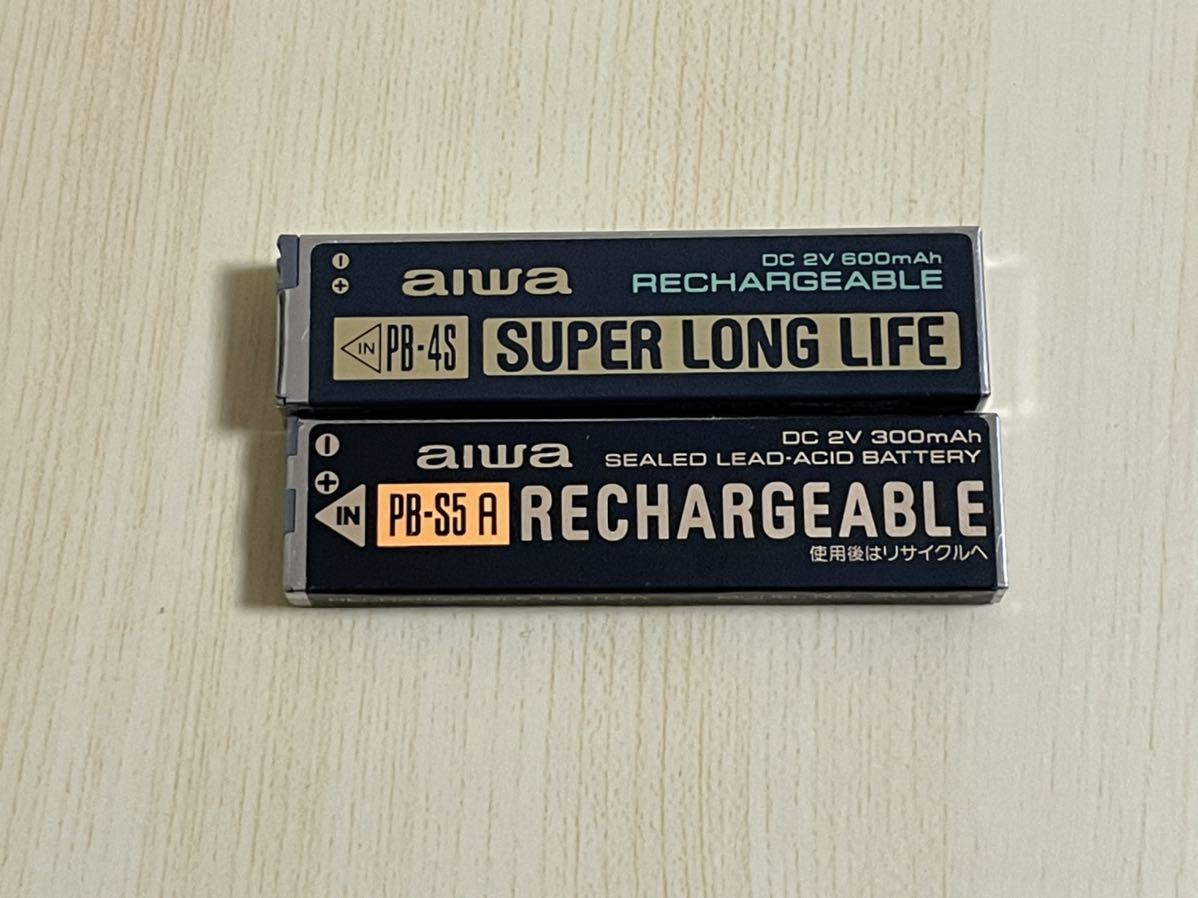 aiwa
DC 2V 600mAh
RECHARGEABLE
IN PB-4S SUPER LONG LIFE
aiwa
DC 2V 300mAh
SEALED LEAD-ACID BATTERY
IN PB-S5 A RECHARGEABLE
使用後はリサイクルへ